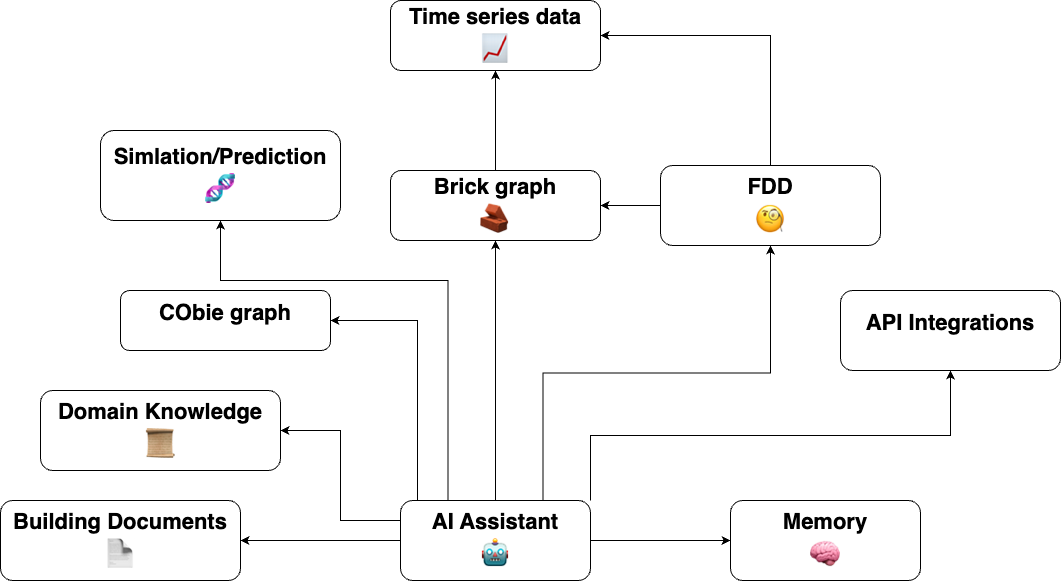 Time series data
Simlation/Prediction
Brick graph
FDD
CObie graph
API Integrations
Domain Knowledge
Building Documents
AI Assistant
Memory